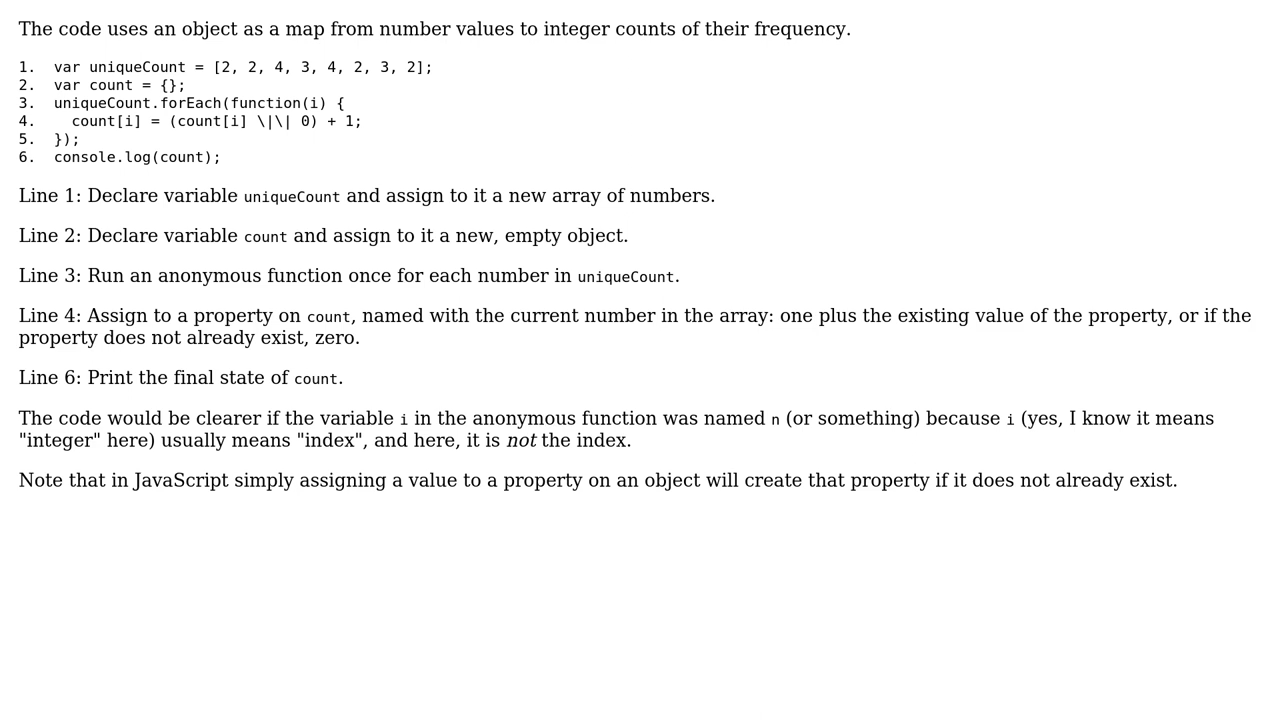 The code uses an object as a map from number values to integer counts of their frequency.
1.  var uniqueCount = [2, 2, 4, 3, 4, 2, 3, 2];
2.  var count = {};
3.  uniqueCount.forEach(function(i) {
4.    count[i] = (count[i] \|\| 0) + 1;
5.  });
6.  console.log(count);
Line 1: Declare variable uniqueCount and assign to it a new array of numbers.
Line 2: Declare variable count and assign to it a new, empty object.
Line 3: Run an anonymous function once for each number in uniqueCount.
Line 4: Assign to a property on count, named with the current number in the array: one plus the existing value of the property, or if the
property does not already exist, zero.
Line 6: Print the final state of count.
The code would be clearer if the variable i in the anonymous function was named n (or something) because i (yes, I know it means
"integer" here) usually means "index", and here, it is not the index.
Note that in JavaScript simply assigning a value to a property on an object will create that property if it does not already exist.